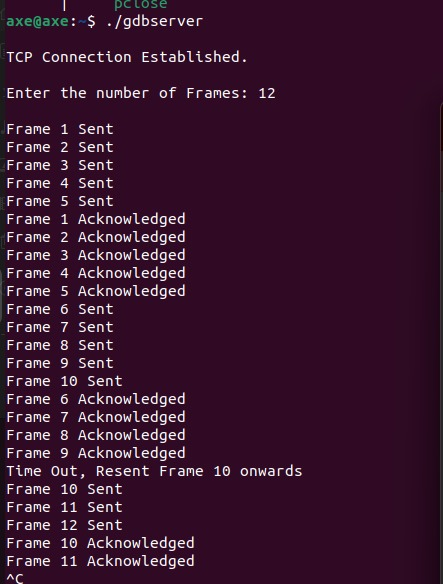 | pclose
axe@axe:~$ ./gdbserver
TCP Connection Established.
Enter the number of Frames: 12
Frame 1 Sent
Frame 2 Sent
Frame 3 Sent
Frame 4 Sent
Frame 5 Sent
Frame 1 Acknowledged
Frame 2 Acknowledged
Frame 3 Acknowledged
Frame 4 Acknowledged
Frame 5 Acknowledged
Frame 6 Sent
Frame 7 Sent
Frame 8 Sent
Frame 9 Sent
Frame 10 Sent
Frame 6 Acknowledged
Frame 7 Acknowledged
Frame 8 Acknowledged
Frame 9 Acknowledged
Time Out, Resent Frame 10 onwards
Frame 10 Sent
Frame 11 Sent
Frame 12 Sent
Frame 10 Acknowledged
Frame 11 Acknowledged
^C